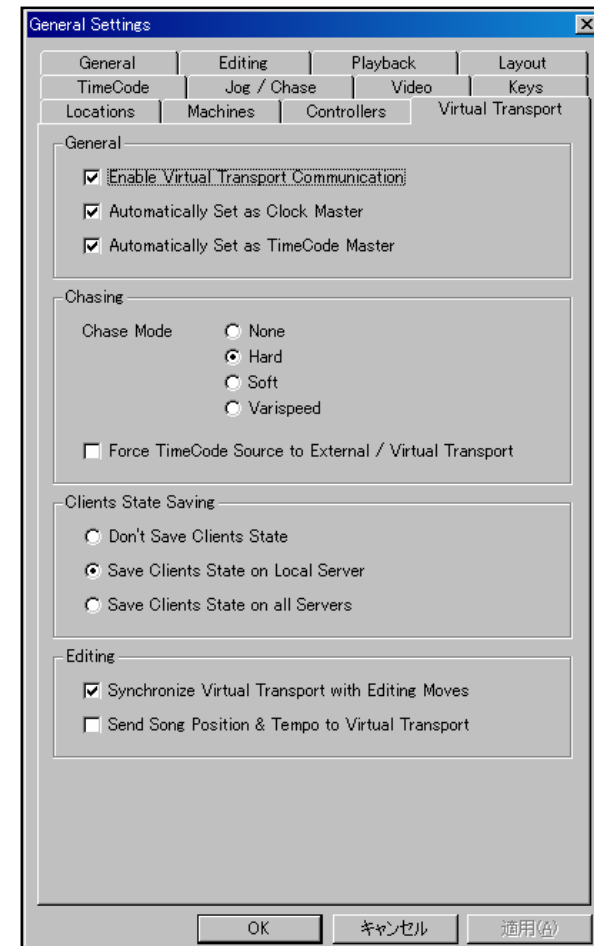 General Settings
General Editing Playback Layout
TimeCode Jog / Chase Video Keys
Locations Machines Controllers Virtual Transport
General
Enable Virtual Transport Communication
Automatically Set as Clock Master
Automatically Set as TimeCode Master
Chasing
Chase Mode None
Hard
Soft
Varispeed
Force TimeCode Source to External / Virtual Transport
Clients State Saving
Don't Save Clients State
Save Clients State on Local Server
Save Clients State on all Servers
Editing
Synchronize Virtual Transport with Editing Moves
Send Song Position & Tempo to Virtual Transport
OK キャンセル 適用(A)